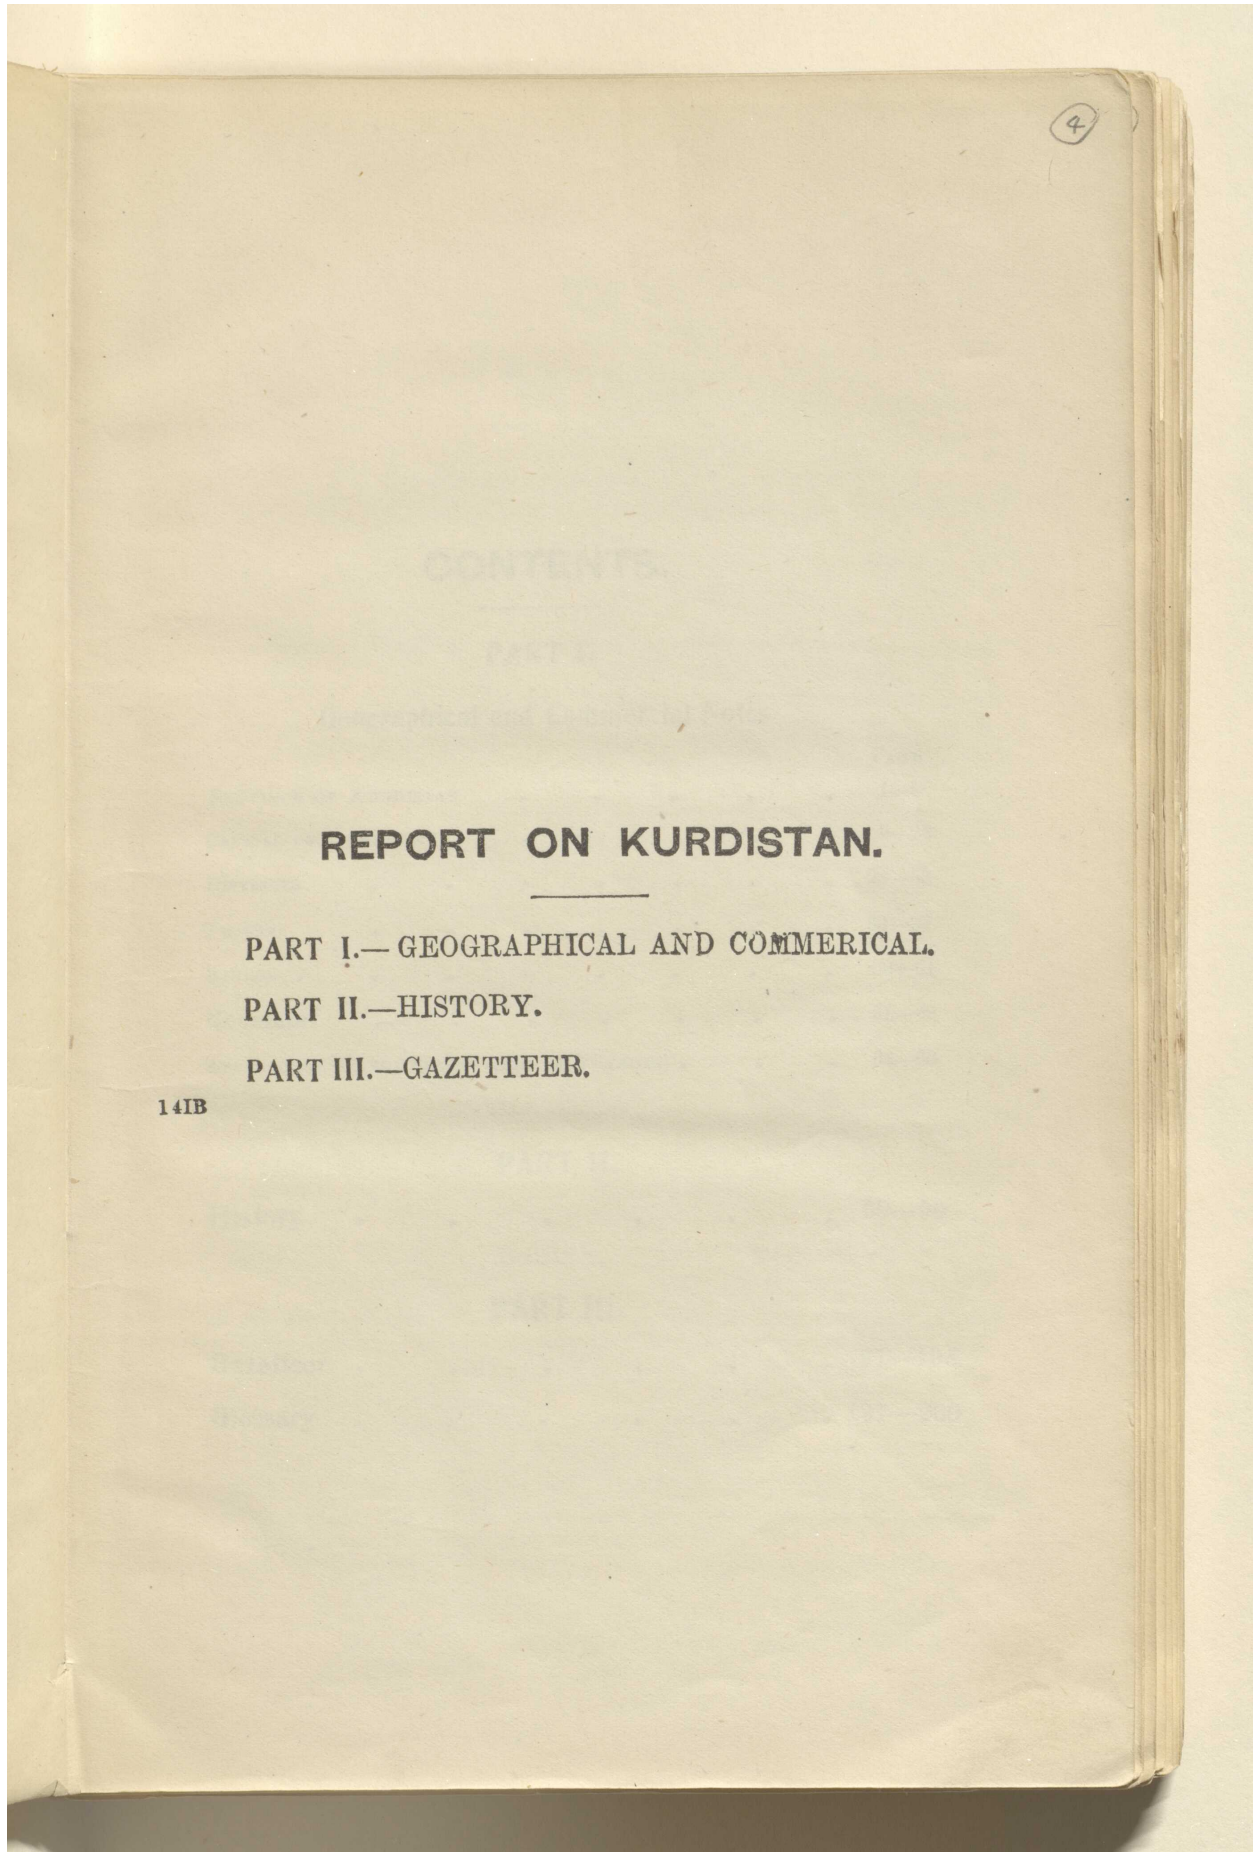 4
REPORT ON KURDISTAN.
PART I.—GEOGRAPHICAL AND COMMERICAL.
PART II.—HISTORY.
PART III.—GAZETTEER.
14IB